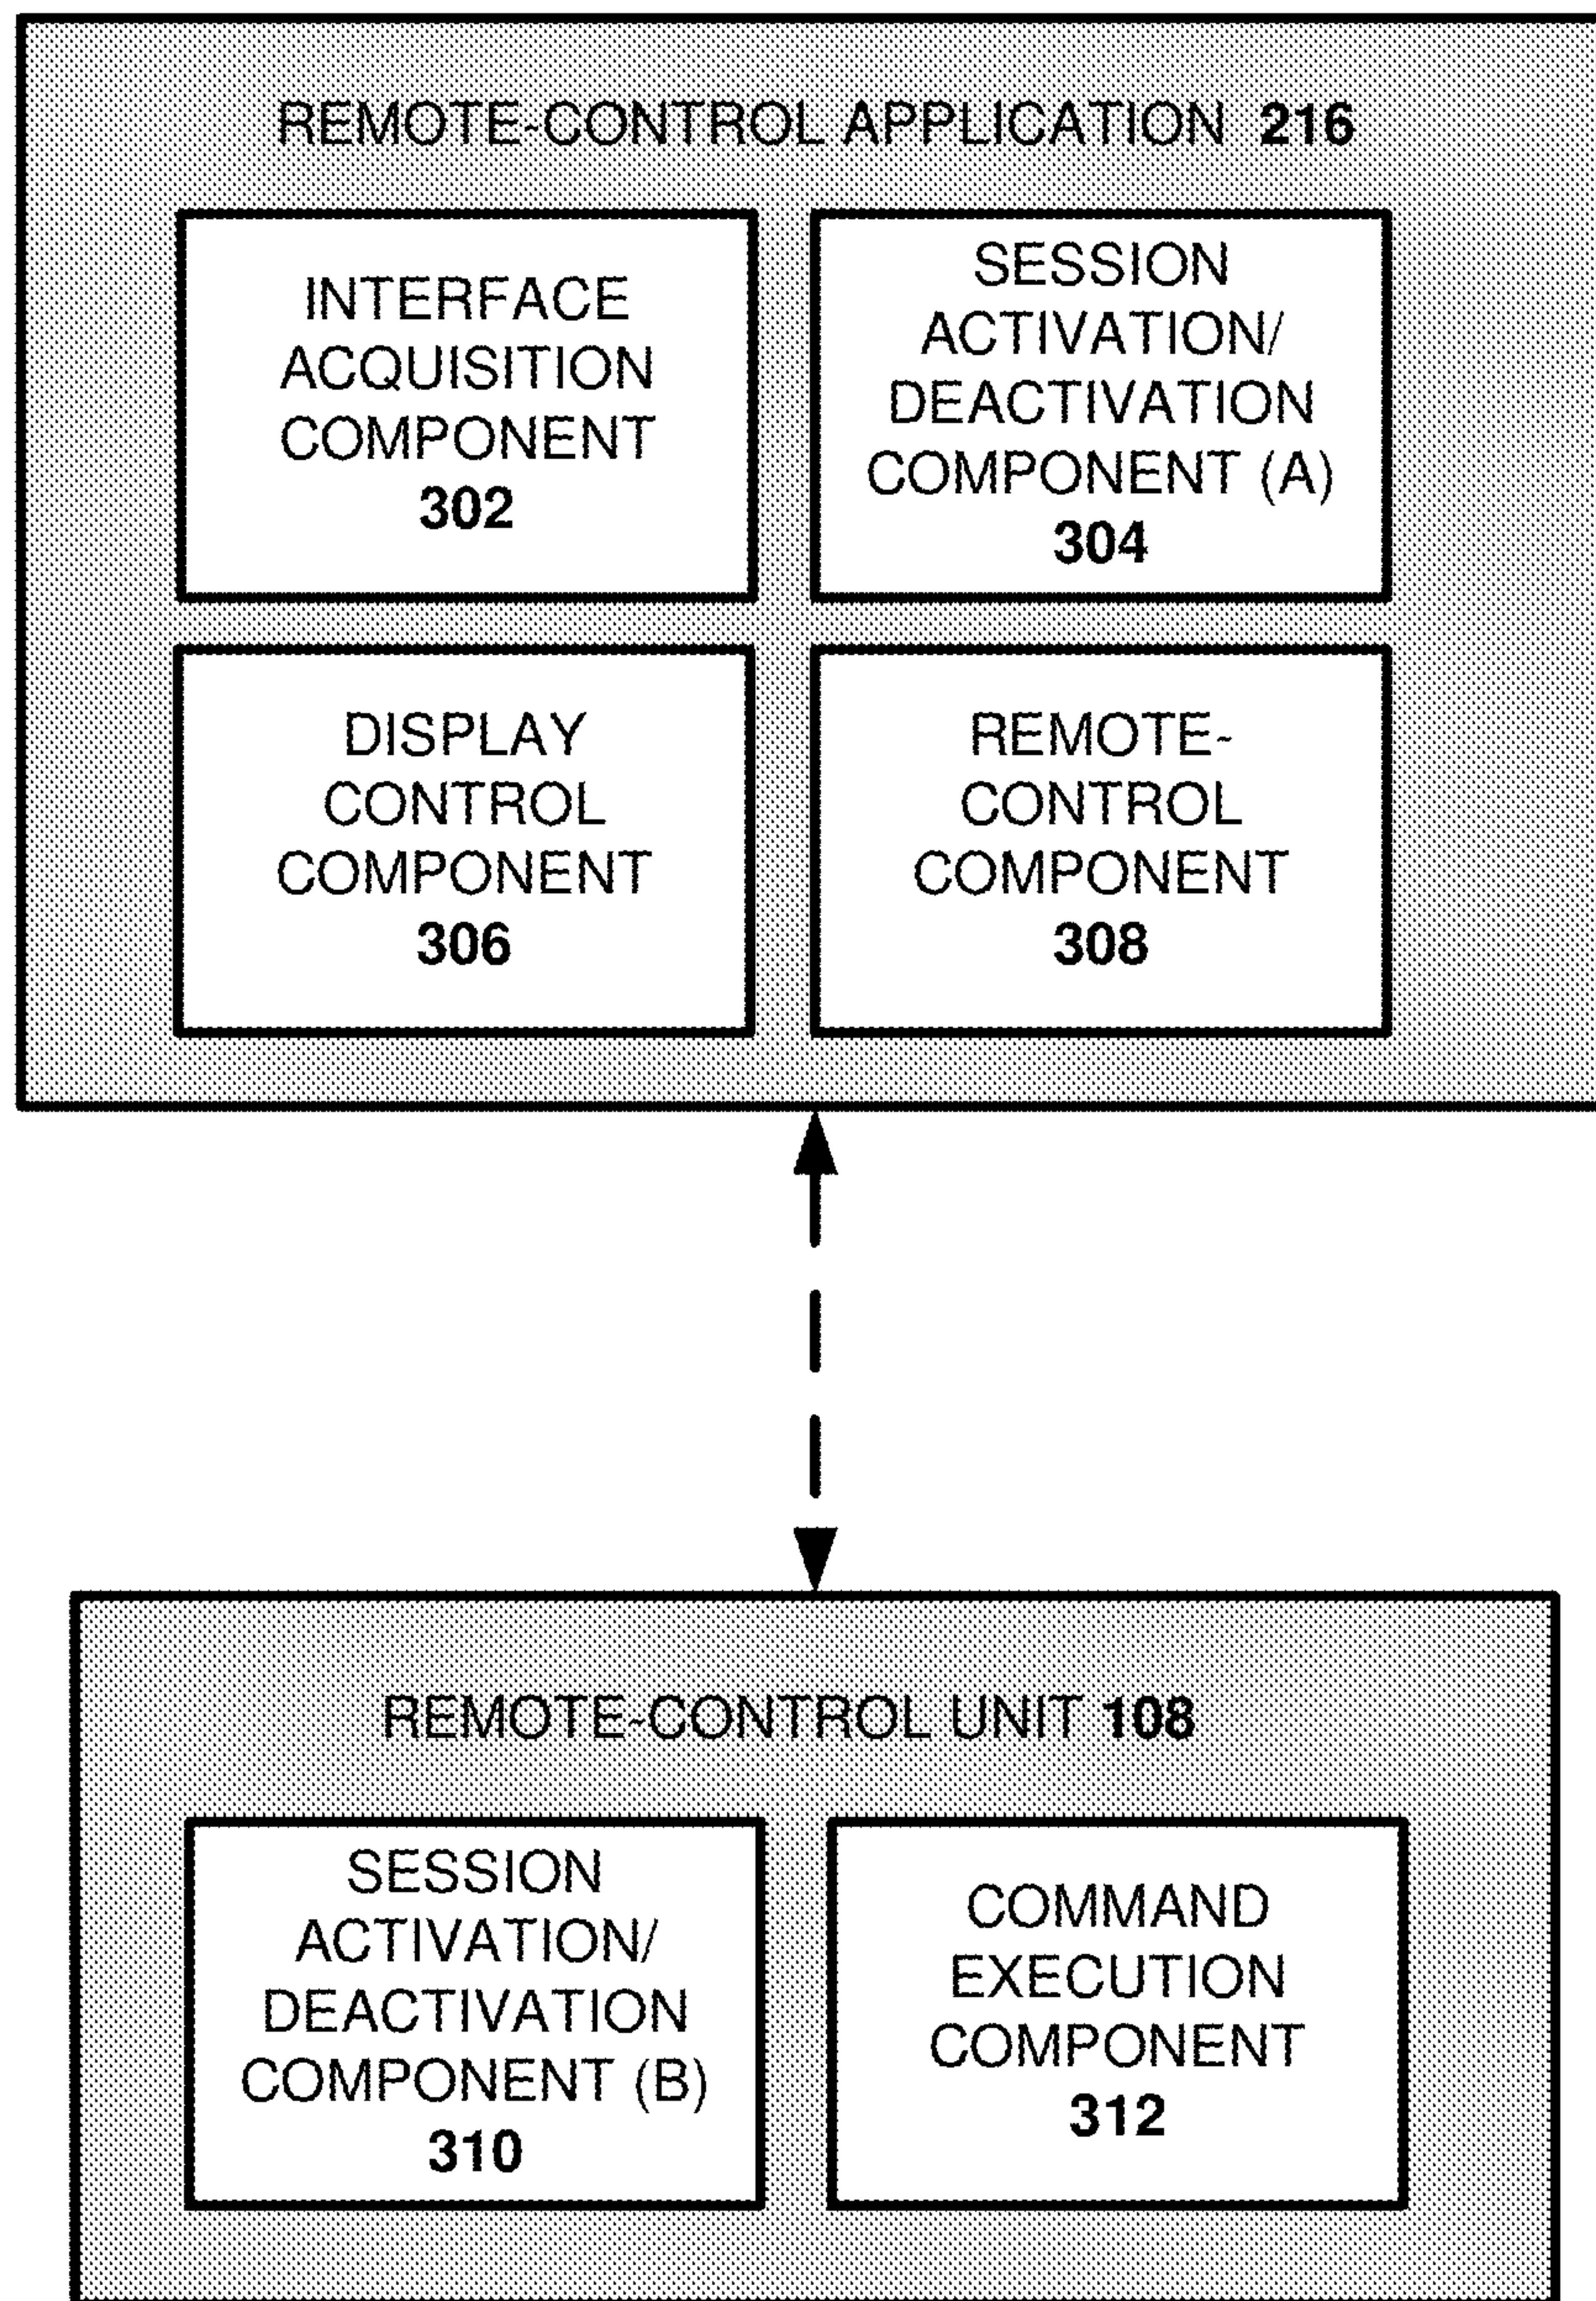 REMOTE-CONTROL APPLICATION 216
INTERFACE
ACQUISITION
COMPONENT
302
SESSION
ACTIVATION/
DEACTIVATION
COMPONENT (A)
304
DISPLAY
CONTROL
COMPONENT
306
REMOTE-
CONTROL
COMPONENT
308
REMOTE-CONTROL UNIT 108
SESSION
ACTIVATION/
DEACTIVATION
COMPONENT (B)
310
COMMAND
EXECUTION
COMPONENT
312